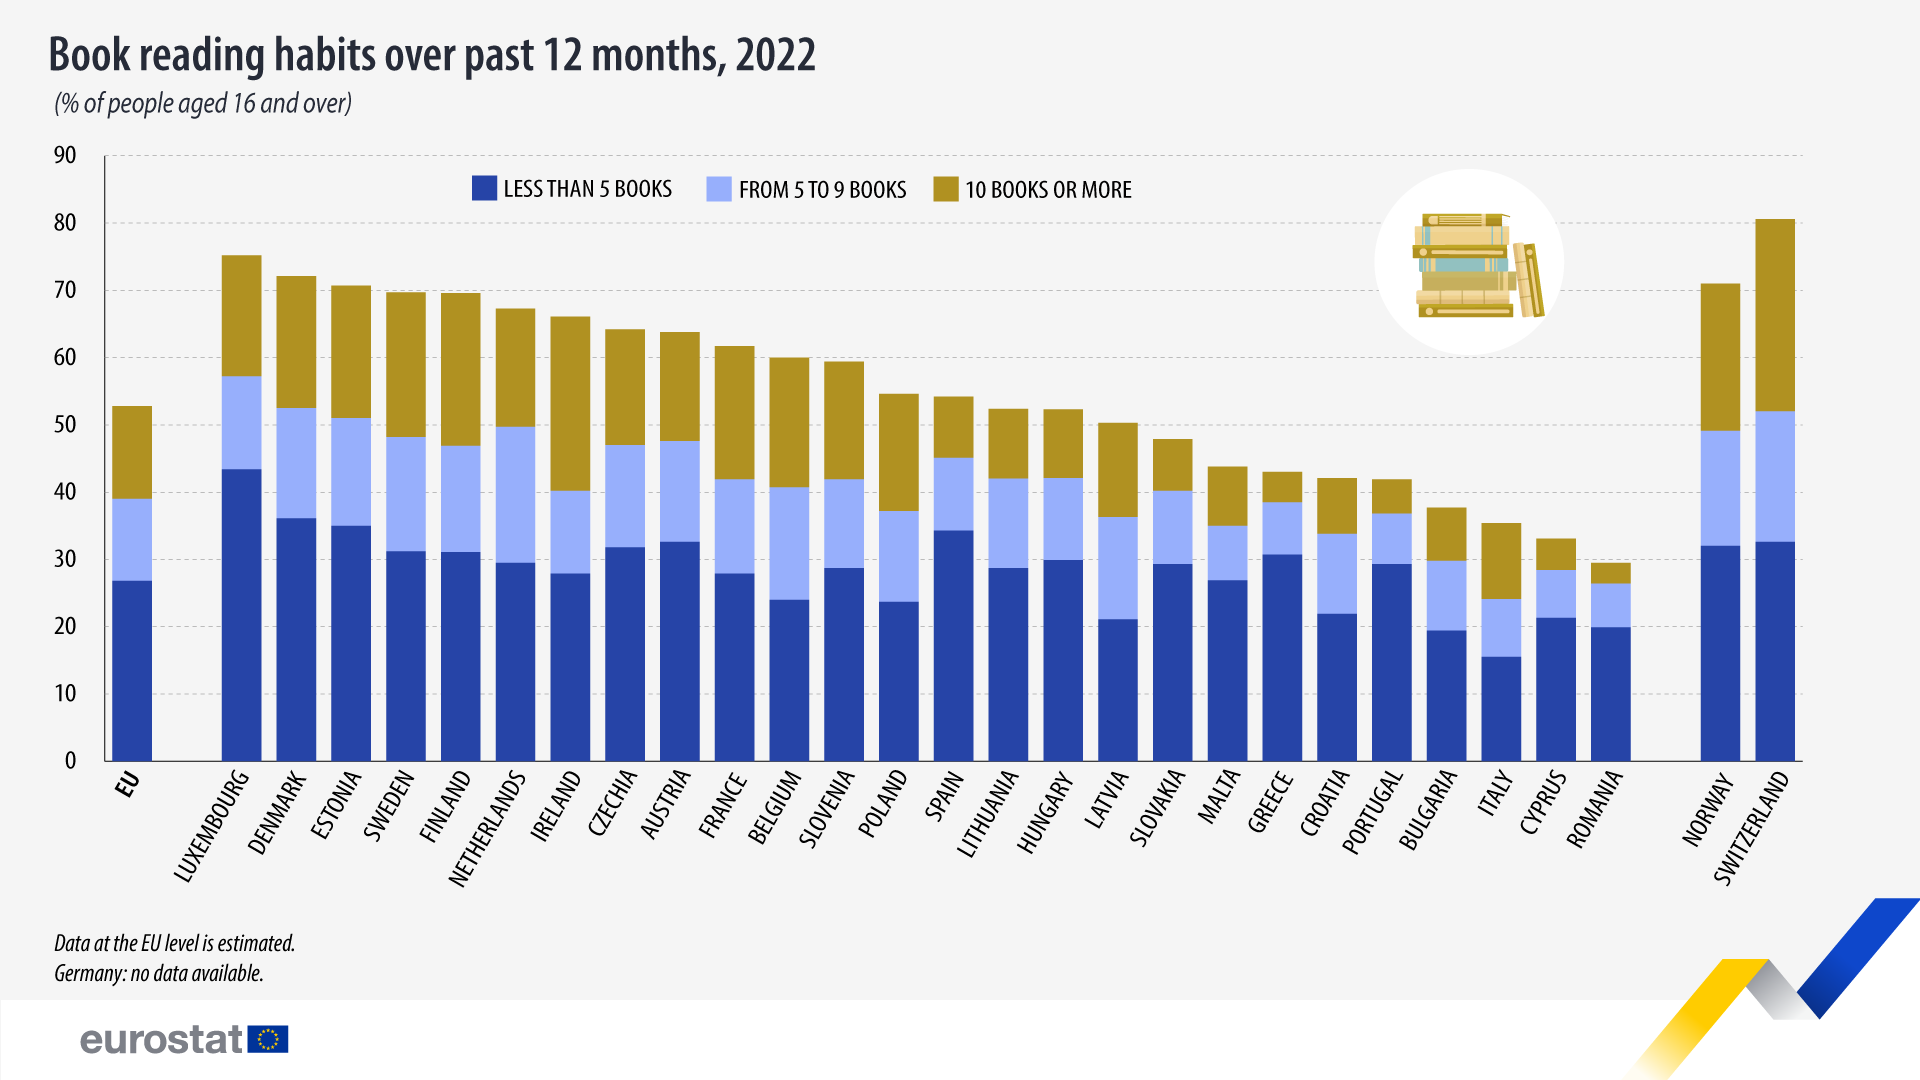 Book reading habits over past 12 months, 2022
(% of people aged 16 and over)
LESS THAN 5 BOOKS FROM 5 TO 9 BOOKS 10 BOOKS OR MORE
90
80
70
60
50
40
30
20
10
0
EU
LUXEMBOURG
DENMARK
ESTONIA
SWEDEN
FINLAND
NETHERLANDS
IRELAND
CZECHIA
AUSTRIA
FRANCE
BELGIUM
SLOVENIA
POLAND
SPAIN
LITHUANIA
HUNGARY
LATVIA
SLOVAKIA
MALTA
GREECE
CROATIA
PORTUGAL
BULGARIA
ITALY
CYPRUS
ROMANIA
NORWAY
SWITZERLAND
Data at the EU level is estimated.
Germany: no data available.
eurostat